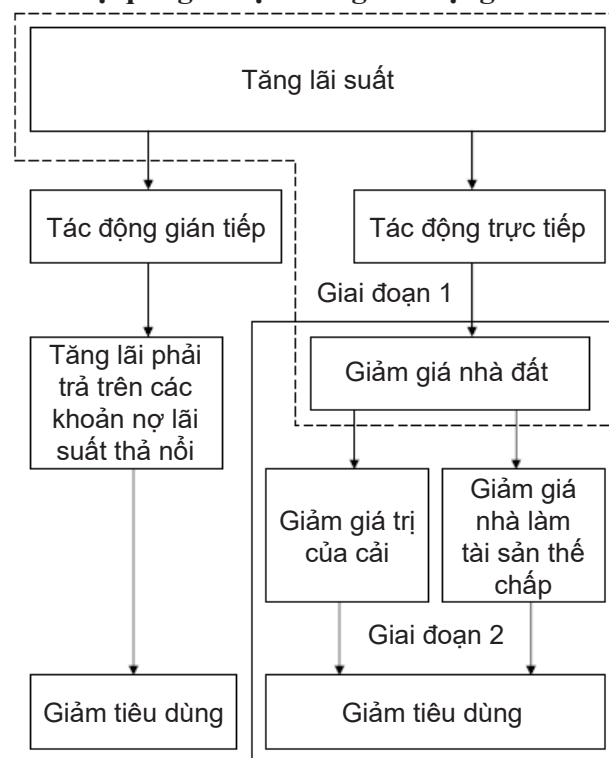 Tăng lãi suất
Tác động gián tiếp
Tác động trực tiếp
Giai đoạn 1
Tăng lãi phải
trả trên các
khoản nợ lãi
suất thả nổi
Giảm giá nhà đất
Giảm giá trị
của cải
Giảm giá
nhà làm
tài sản thế
chấp
Giai đoạn 2
Giảm tiêu dùng
Giảm tiêu dùng